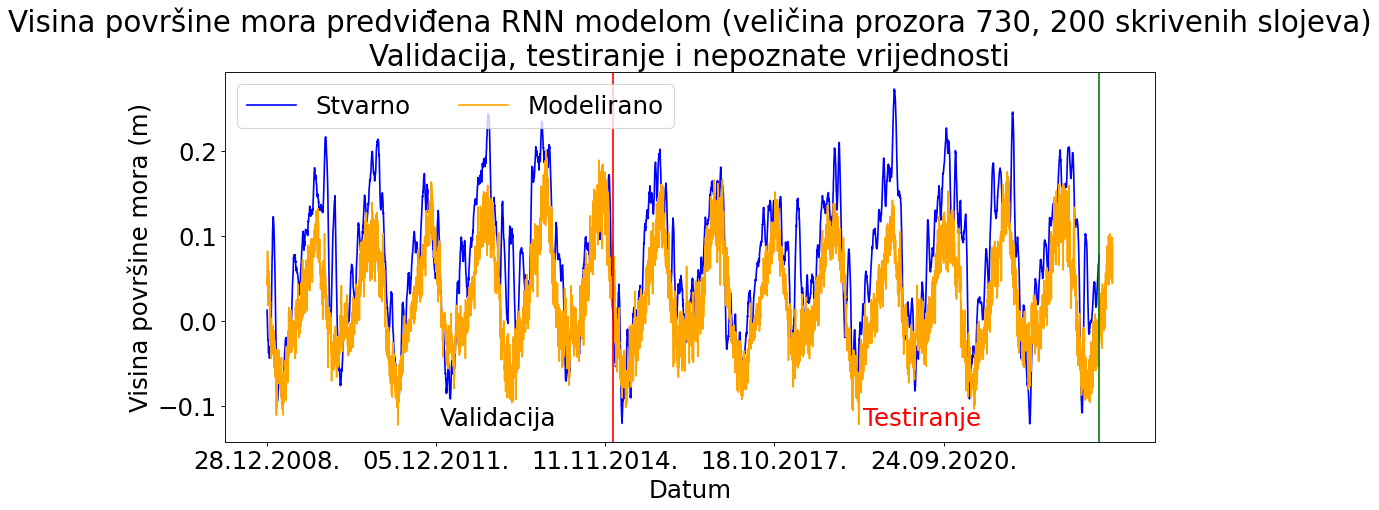 Visina površine mora predviđena RNN modelom (veličina prozora 730, 200 skrivenih slojeva)
Validacija, testiranje i nepoznate vrijednosti
Stvarno
Modelirano
Visina površine mora (m)
0.2
0.1
0.0
−0.1
Validacija
Testiranje
28.12.2008.
05.12.2011.
11.11.2014.
18.10.2017.
24.09.2020.
Datum